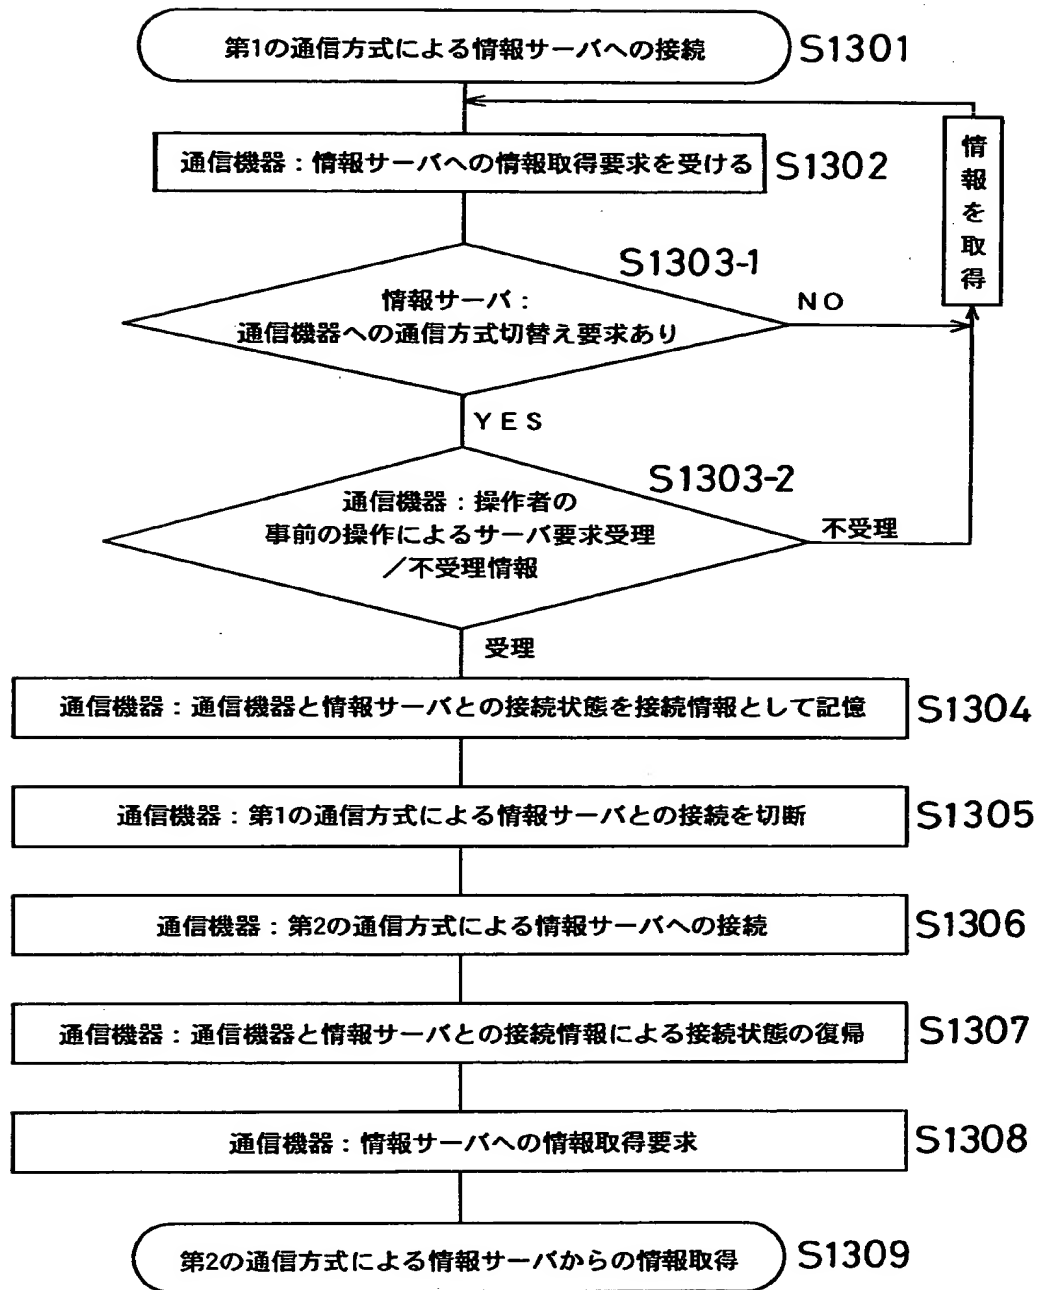 第1の通信方式による情報サーバへの接続
S1301
通信機器：情報サーバへの情報取得要求を受ける
S1302
情報を取得
S1303-1
情報サーバ：
通信機器への通信方式切替え要求あり
NO
YES
S1303-2
通信機器：操作者の
事前の操作によるサーバ要求受理
／不受理情報
不受理
受理
通信機器：通信機器と情報サーバとの接続状態を接続情報として記憶
S1304
通信機器：第1の通信方式による情報サーバとの接続を切断
S1305
通信機器：第2の通信方式による情報サーバへの接続
S1306
通信機器：通信機器と情報サーバとの接続情報による接続状態の復帰
S1307
通信機器：情報サーバへの情報取得要求
S1308
第2の通信方式による情報サーバからの情報取得
S1309